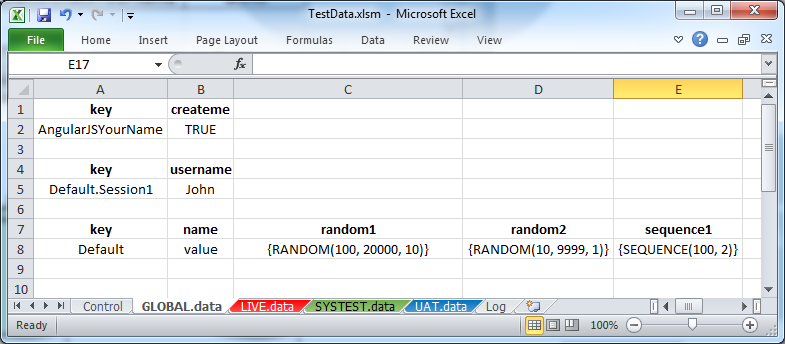 TestData.xlsm - Microsoft Excel
File Home Insert Page Layout Formulas Data Review View
E17 fx
A B C D E
1 key createme
2 AngularJSYourName TRUE
3
4 key username
5 Default.Session1 John
6
7 key name random1 random2 sequence1
8 Default value {RANDOM(100, 20000, 10)} {RANDOM(10, 9999, 1)} {SEQUENCE(100, 2)}
9
10
Control GLOBAL.data LIVE.data SYSTEST.data UAT.data Log
Ready 100%